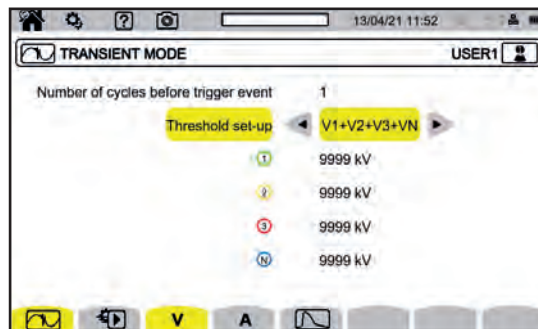 13/04/21 11:52
TRANSIENT MODE USER1
Number of cycles before trigger event 1
Threshold set-up V1+V2+V3+VN
1 9999 kV
2 9999 kV
3 9999 kV
N 9999 kV
V A